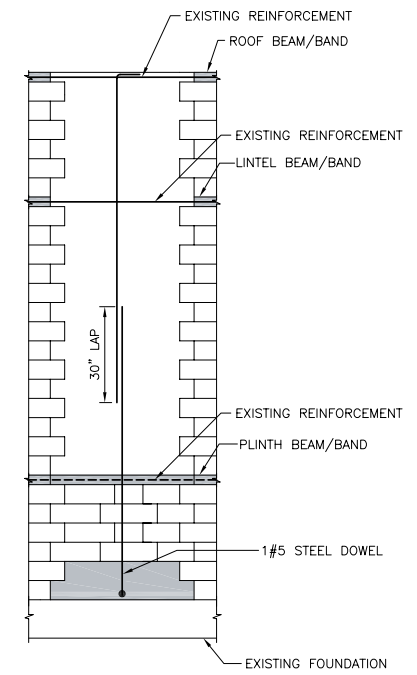 EXISTING REINFORCEMENT
ROOF BEAM/BAND
EXISTING REINFORCEMENT
LINTEL BEAM/BAND
30" LAP
EXISTING REINFORCEMENT
PLINTH BEAM/BAND
1#5 STEEL DOWEL
EXISTING FOUNDATION